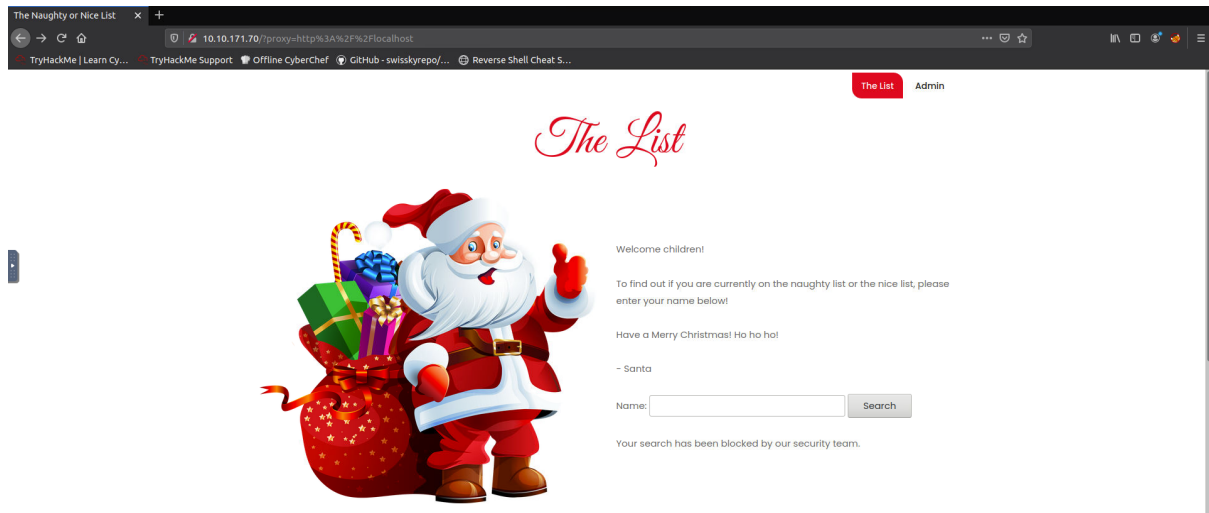 The Naughty or Nice List
10.10.171.70/?proxy=http%3A%2F%2Flocalhost
TryHackMe | Learn Cy... TryHackMe Support Offline CyberChef GitHub - swisskyrepo/... Reverse Shell Cheat S...
The List Admin
The List
Welcome children!
To find out if you are currently on the naughty list or the nice list, please
enter your name below!
Have a Merry Christmas! Ho ho ho!
- Santa
Name: Search
Your search has been blocked by our security team.